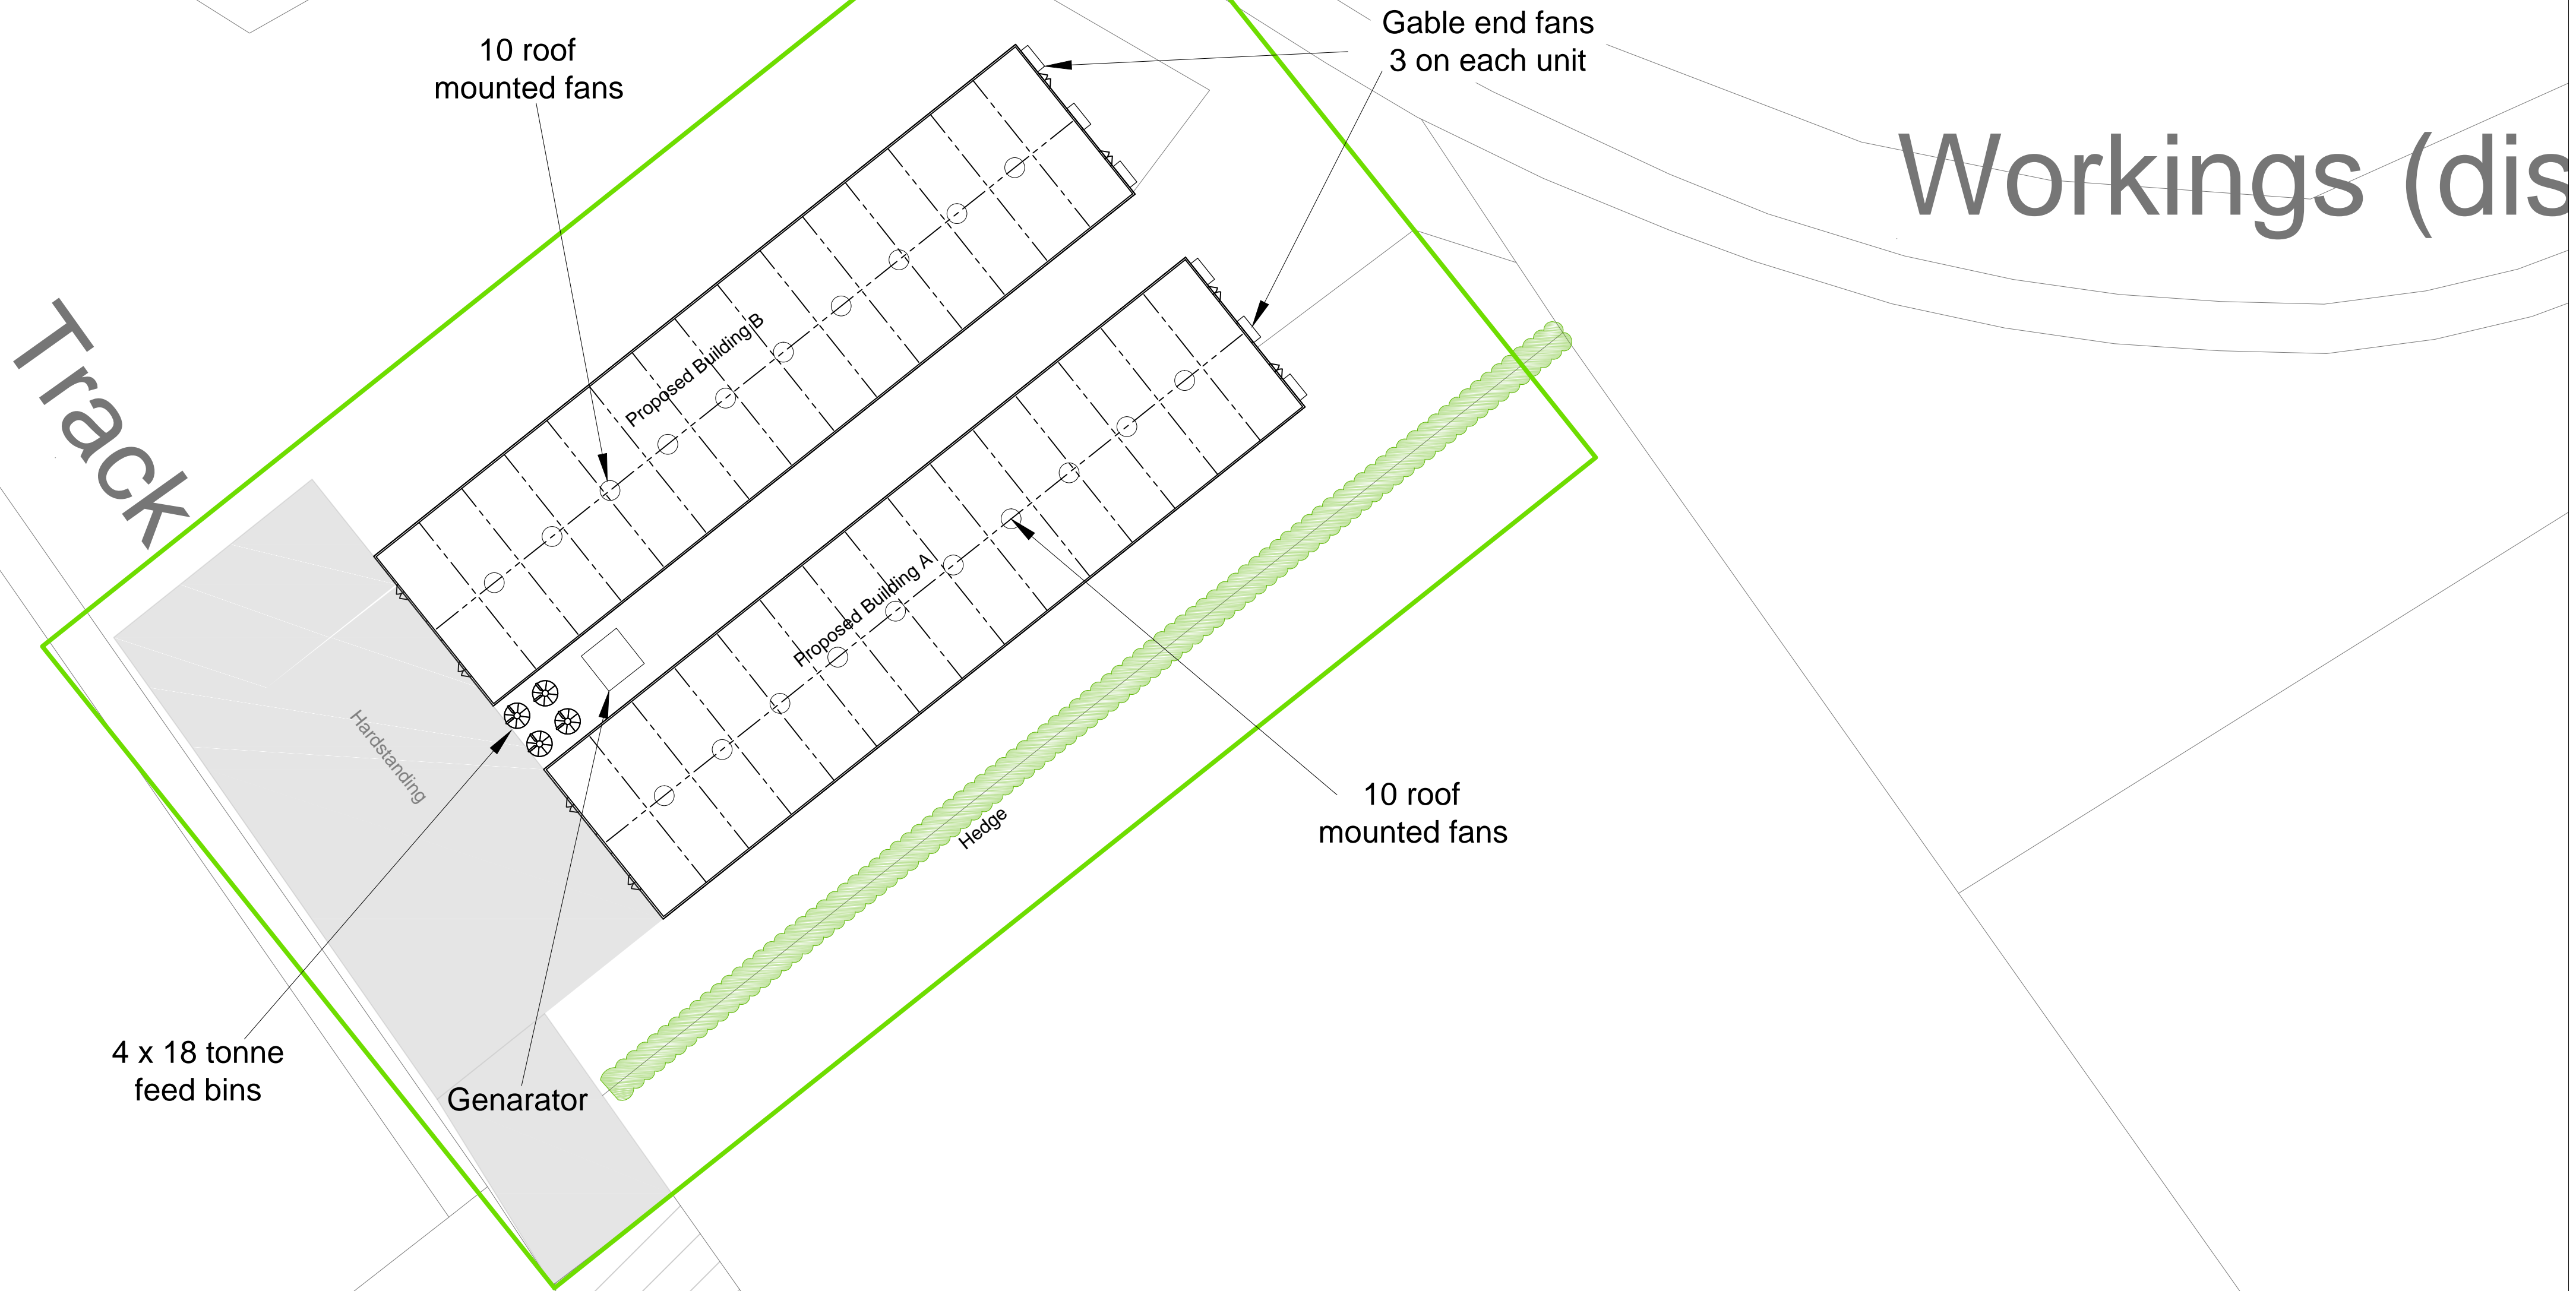 10 roof
mounted fans
Gable end fans
3 on each unit
Workings (dis
Track
Proposed Building B
Proposed Building A
Hardstanding
Hedge
10 roof
mounted fans
4 x 18 tonne
feed bins
Genarator